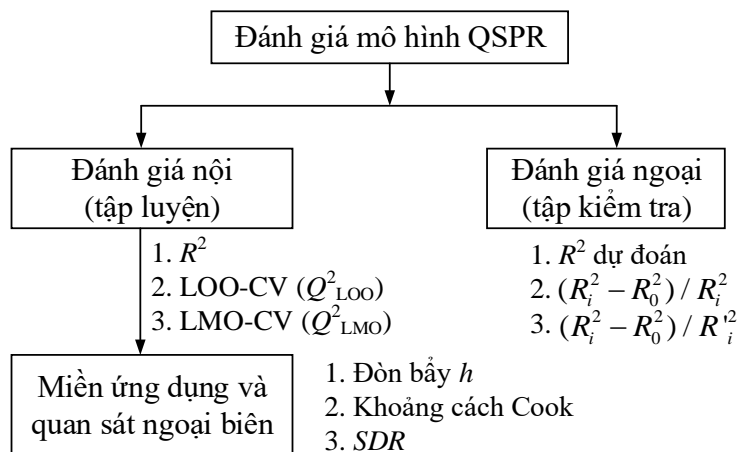 Đánh giá mô hình QSPR
Đánh giá nội
(tập luyện)
Đánh giá ngoại
(tập kiểm tra)
1. R²
2. LOO-CV (Q²LOO)
3. LMO-CV (Q²LMO)
1. R² dự đoán
2. (Rᵢ² − R₀²) / Rᵢ²
3. (Rᵢ² − R₀²) / R'ᵢ²
Miền ứng dụng và
quan sát ngoại biên
1. Đòn bẩy h
2. Khoảng cách Cook
3. SDR